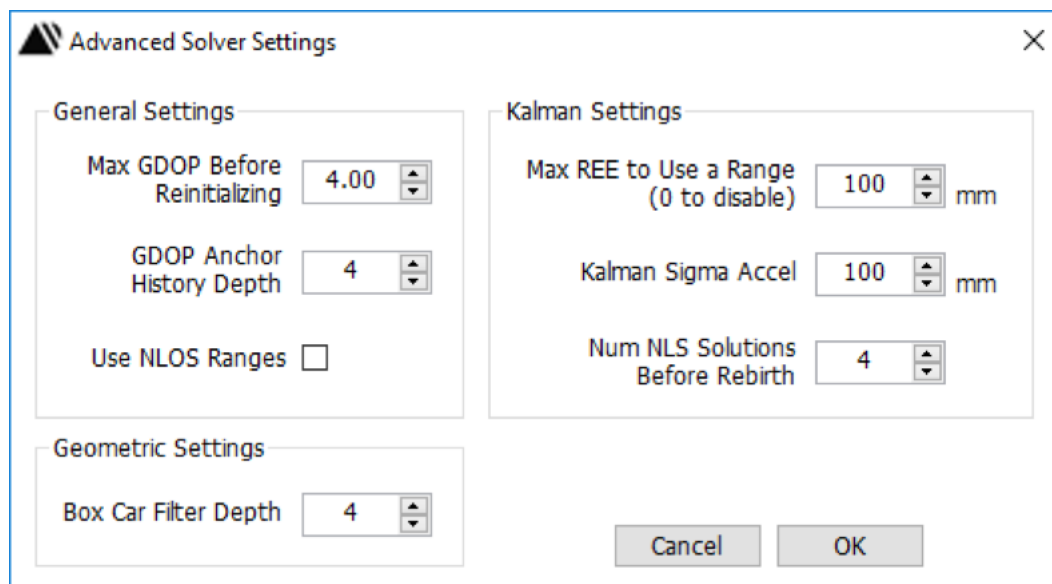 Advanced Solver Settings
General Settings
Max GDOP Before
Reinitializing
4.00
GDOP Anchor
History Depth
4
Use NLOS Ranges
Kalman Settings
Max REE to Use a Range
(0 to disable)
100
mm
Kalman Sigma Accel
100
mm
Num NLS Solutions
Before Rebirth
4
Geometric Settings
Box Car Filter Depth
4
Cancel
OK